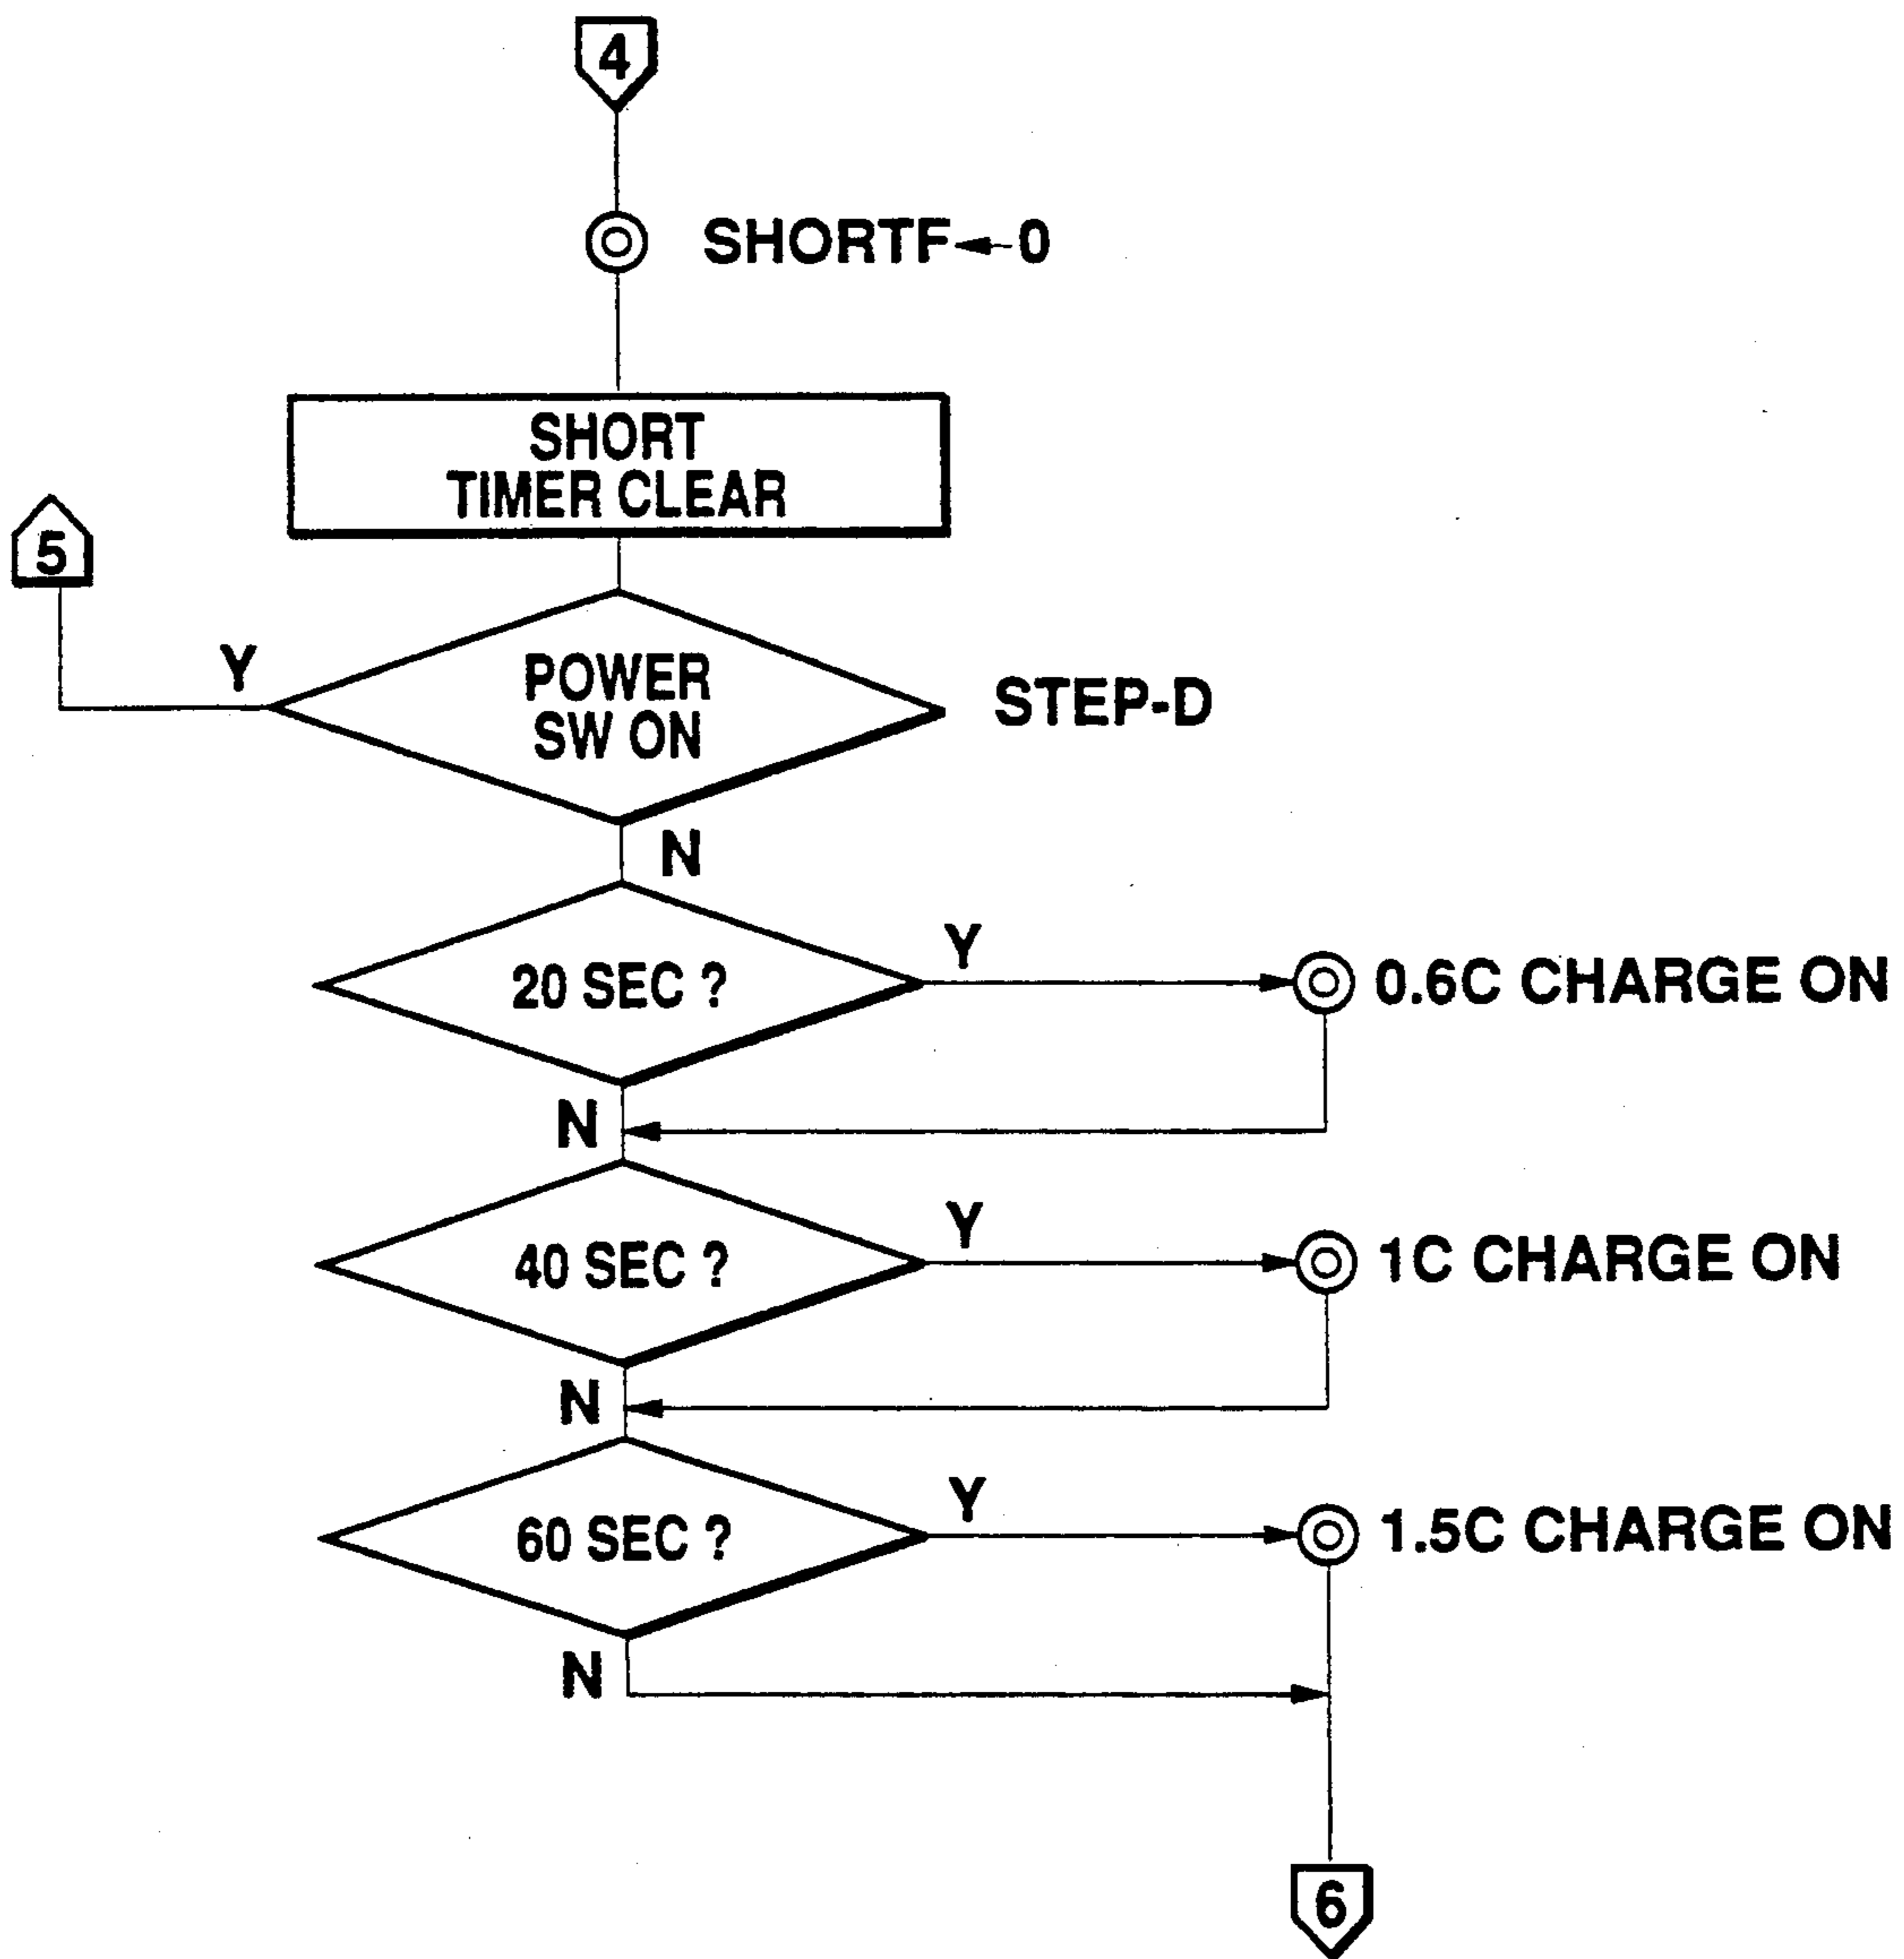 4
SHORTF←0
SHORT
TIMER CLEAR
5
Y
POWER
SW ON
STEP-D
N
20 SEC ?
Y
0.6C CHARGE ON
N
40 SEC ?
Y
1C CHARGE ON
N
60 SEC ?
Y
1.5C CHARGE ON
N
6